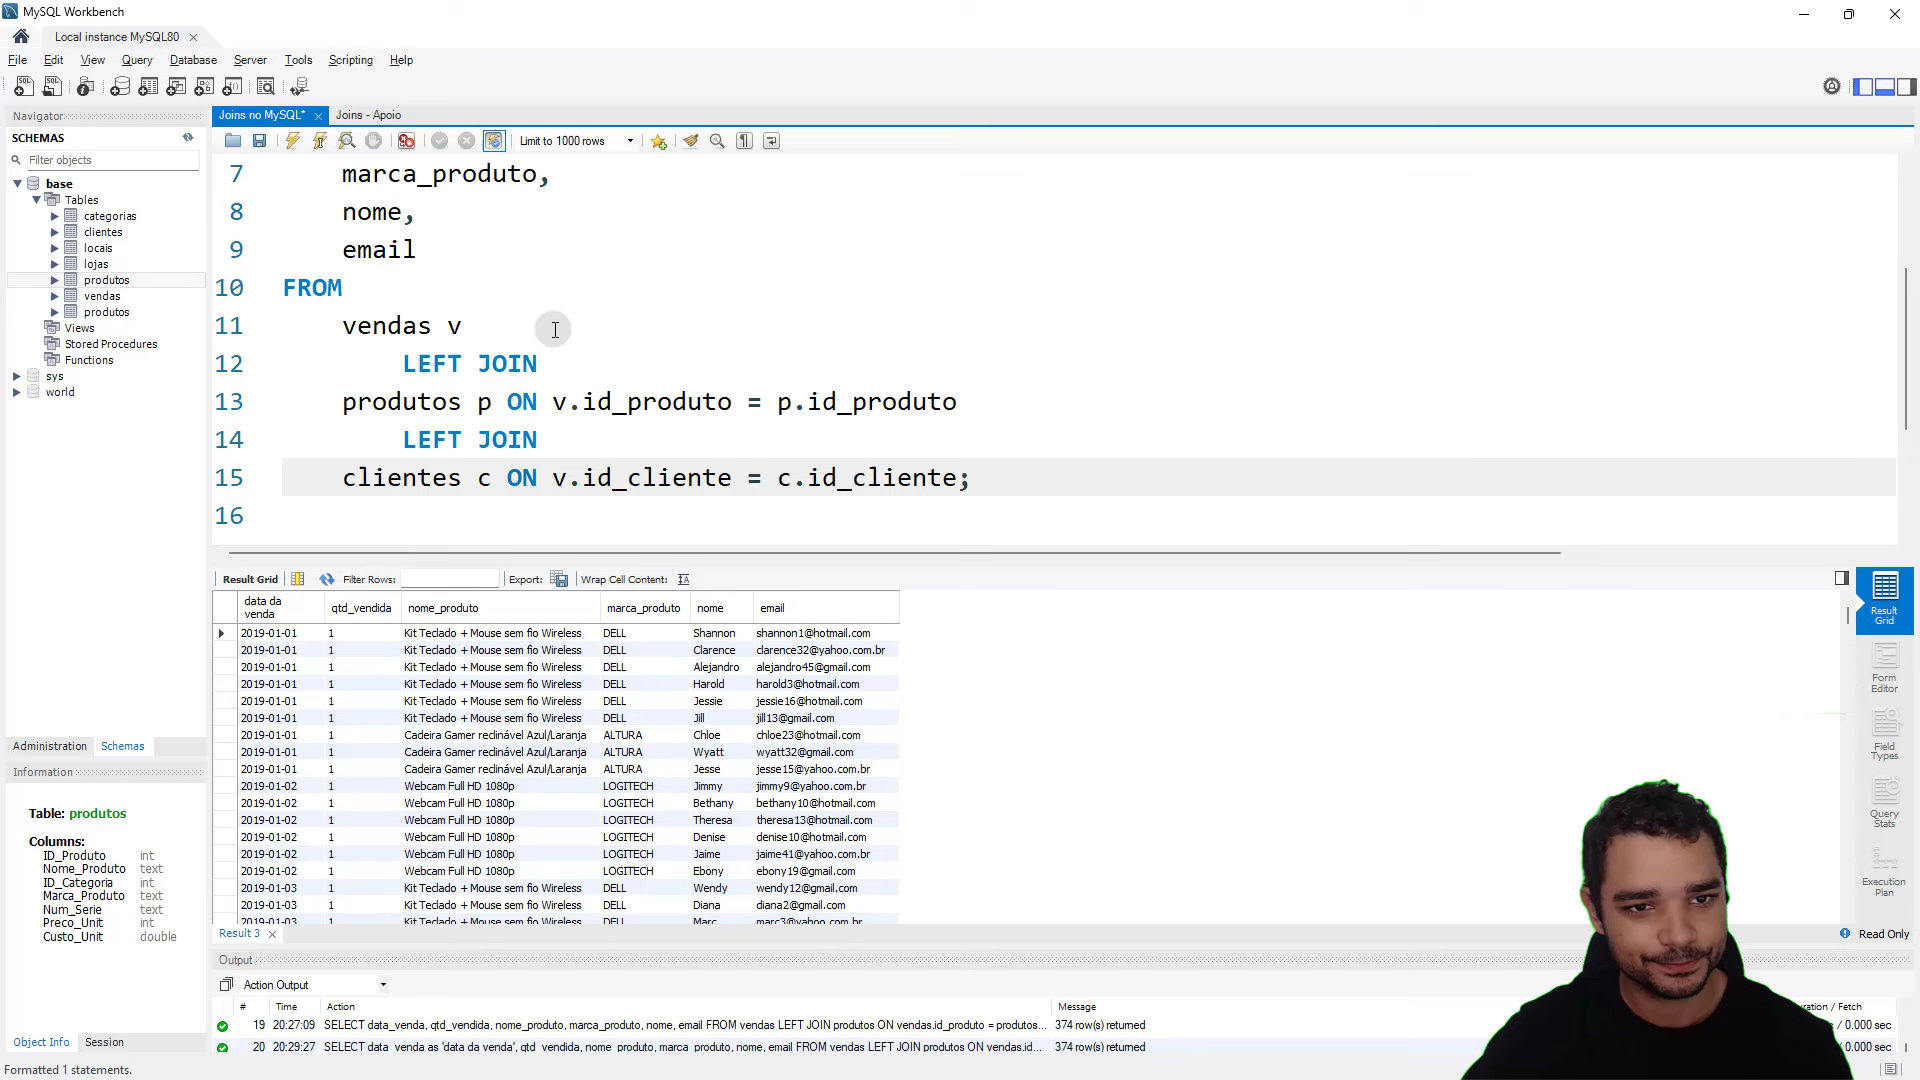 MySQL Workbench
Local instance MySQL80
File Edit View Query Database Server Tools Scripting Help
Navigator
SCHEMAS
Filter objects
base
Tables
categorias
clientes
locais
lojas
produtos
vendas
produtos
Views
Stored Procedures
Functions
sys
world
Administration Schemas
Information
Table: produtos
Columns:
ID_Produto int
Nome_Produto text
ID_Categoria int
Marca_Produto text
Num_Serie text
Preco_Unit int
Custo_Unit double
Object Info Session
Formatted 1 statements.
Joins no MySQL* Joins - Apoio
Limit to 1000 rows
7 marca_produto,
8 nome,
9 email
10 FROM
11 vendas v
12 LEFT JOIN
13 produtos p ON v.id_produto = p.id_produto
14 LEFT JOIN
15 clientes c ON v.id_cliente = c.id_cliente;
16
Result Grid Filter Rows: Export: Wrap Cell Content:
data da venda qtd_vendida nome_produto marca_produto nome email
2019-01-01 1 Kit Teclado + Mouse sem fio Wireless DELL Shannon shannon1@hotmail.com
2019-01-01 1 Kit Teclado + Mouse sem fio Wireless DELL Clarence clarence32@yahoo.com.br
2019-01-01 1 Kit Teclado + Mouse sem fio Wireless DELL Alejandro alejandro45@gmail.com
2019-01-01 1 Kit Teclado + Mouse sem fio Wireless DELL Harold harold3@hotmail.com
2019-01-01 1 Kit Teclado + Mouse sem fio Wireless DELL Jessie jessie16@hotmail.com
2019-01-01 1 Kit Teclado + Mouse sem fio Wireless DELL Jill jill13@gmail.com
2019-01-01 1 Cadeira Gamer reclinável Azul/Laranja ALTURA Chloe chloe23@hotmail.com
2019-01-01 1 Cadeira Gamer reclinável Azul/Laranja ALTURA Wyatt wyatt32@gmail.com
2019-01-01 1 Cadeira Gamer reclinável Azul/Laranja ALTURA Jesse jesse15@yahoo.com.br
2019-01-02 1 Webcam Full HD 1080p LOGITECH Jimmy jimmy9@yahoo.com.br
2019-01-02 1 Webcam Full HD 1080p LOGITECH Bethany bethany10@hotmail.com
2019-01-02 1 Webcam Full HD 1080p LOGITECH Theresa theresa13@hotmail.com
2019-01-02 1 Webcam Full HD 1080p LOGITECH Denise denise10@hotmail.com
2019-01-02 1 Webcam Full HD 1080p LOGITECH Jaime jaime41@yahoo.com.br
2019-01-02 1 Webcam Full HD 1080p LOGITECH Ebony ebony19@gmail.com
2019-01-03 1 Kit Teclado + Mouse sem fio Wireless DELL Wendy wendy12@gmail.com
2019-01-03 1 Kit Teclado + Mouse sem fio Wireless DELL Diana diana2@gmail.com
2019-01-03 1 Kit Teclado + Mouse sem fio Wireless DELL Marc marc3@yahoo.com.br
Result Grid
Form Editor
Field Types
Query Stats
Execution Plan
Result 3
Read Only
Output
Action Output
# Time Action Message / Fetch
19 20:27:09 SELECT data_venda, qtd_vendida, nome_produto, marca_produto, nome, email FROM vendas LEFT JOIN produtos ON vendas.id_produto = produtos... 374 row(s) returned / 0.000 sec
20 20:29:27 SELECT data_venda as 'data da venda', qtd_vendida, nome_produto, marca_produto, nome, email FROM vendas LEFT JOIN produtos ON vendas.id... 374 row(s) returned / 0.000 sec